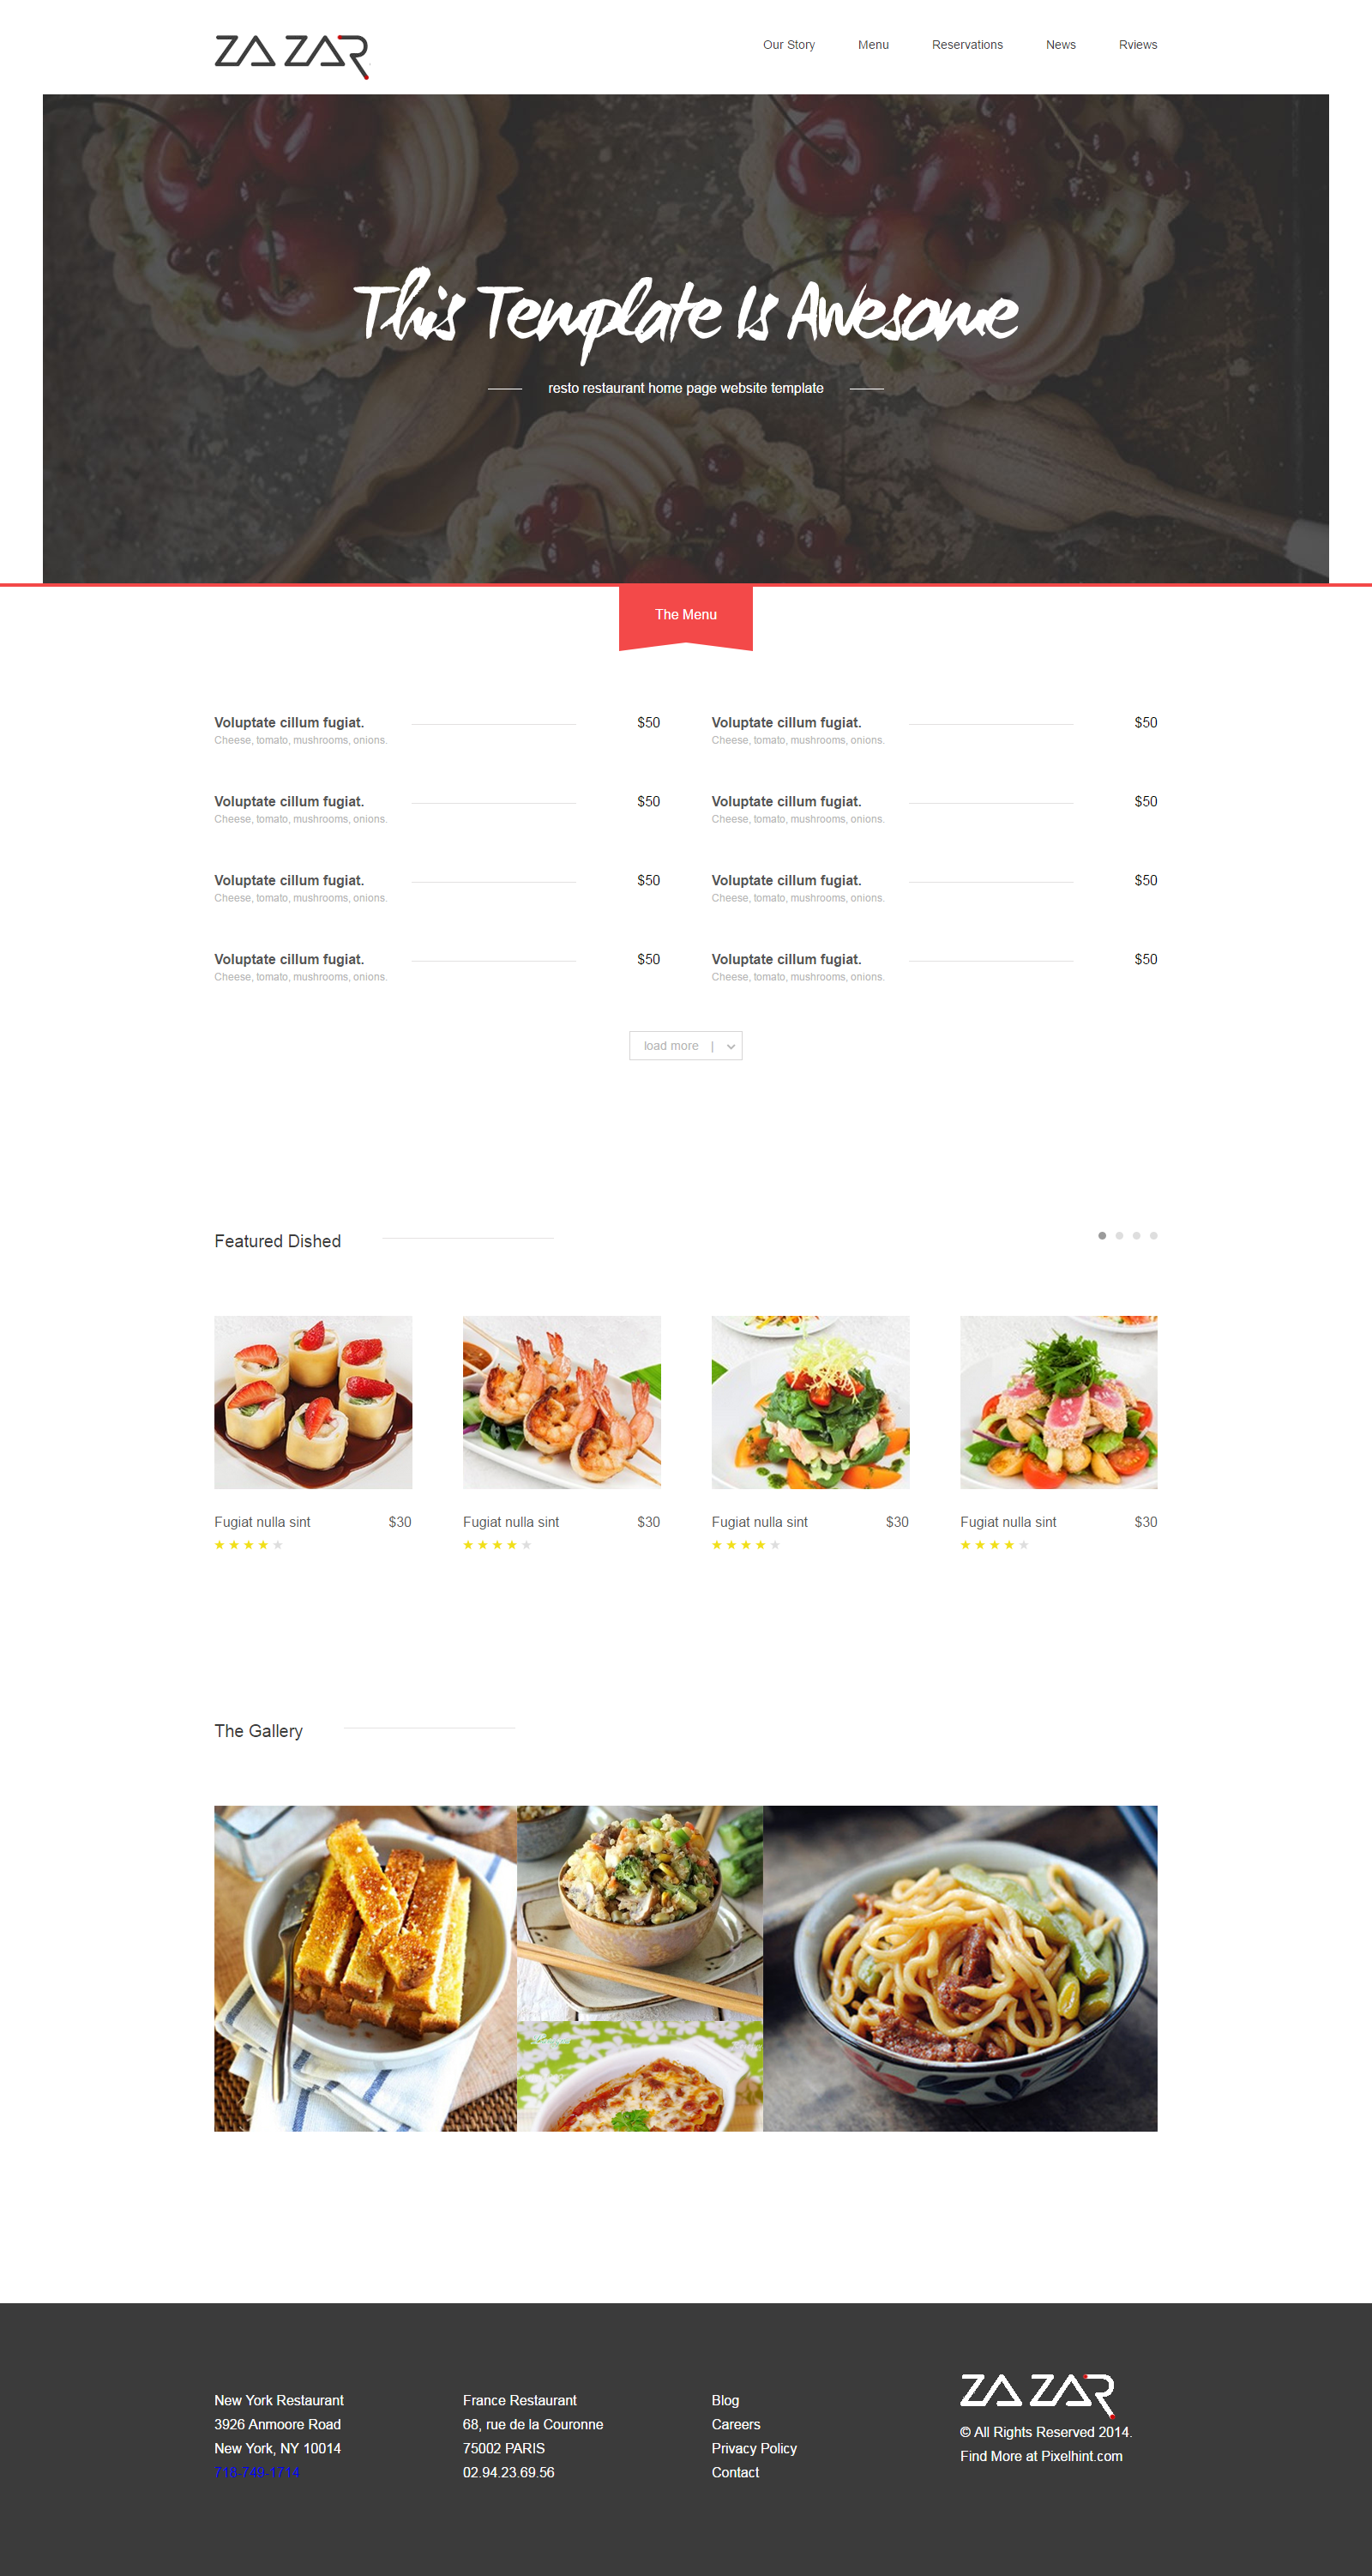 ZAZAR
Our Story Menu Reservations News Rviews
This Template Is Awesome
resto restaurant home page website template
The Menu
Voluptate cillum fugiat. $50
Cheese, tomato, mushrooms, onions.
Voluptate cillum fugiat. $50
Cheese, tomato, mushrooms, onions.
Voluptate cillum fugiat. $50
Cheese, tomato, mushrooms, onions.
Voluptate cillum fugiat. $50
Cheese, tomato, mushrooms, onions.
Voluptate cillum fugiat. $50
Cheese, tomato, mushrooms, onions.
Voluptate cillum fugiat. $50
Cheese, tomato, mushrooms, onions.
Voluptate cillum fugiat. $50
Cheese, tomato, mushrooms, onions.
Voluptate cillum fugiat. $50
Cheese, tomato, mushrooms, onions.
load more |
Featured Dished
Fugiat nulla sint $30
Fugiat nulla sint $30
Fugiat nulla sint $30
Fugiat nulla sint $30
The Gallery
New York Restaurant
3926 Anmoore Road
New York, NY 10014
718-749-1714
France Restaurant
68, rue de la Couronne
75002 PARIS
02.94.23.69.56
Blog
Careers
Privacy Policy
Contact
ZAZAR
© All Rights Reserved 2014.
Find More at Pixelhint.com